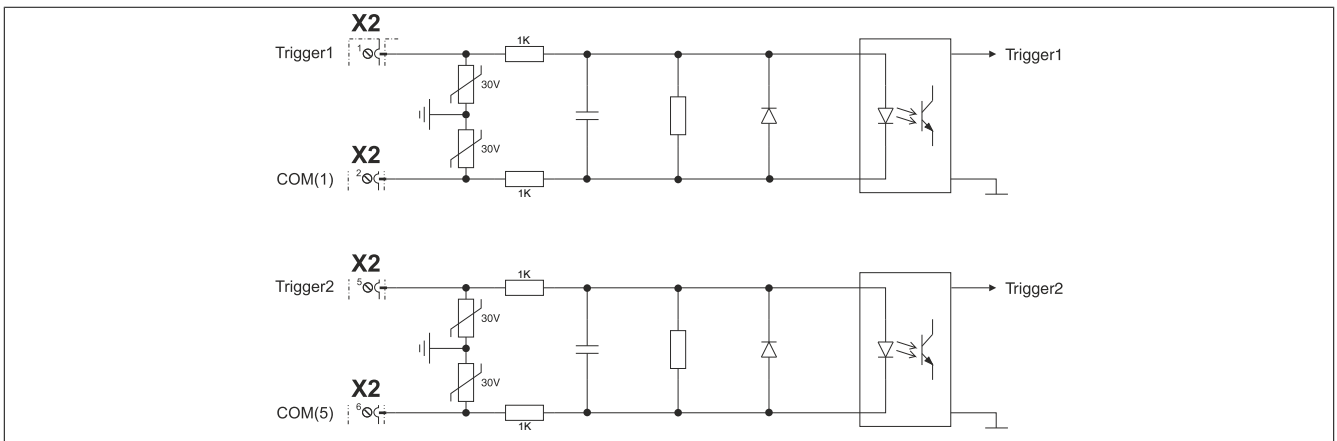 X2
Trigger1 1 1K Trigger1
30V
30V
X2
COM(1) 2 1K
X2
Trigger2 5 1K Trigger2
30V
30V
X2
COM(5) 6 1K